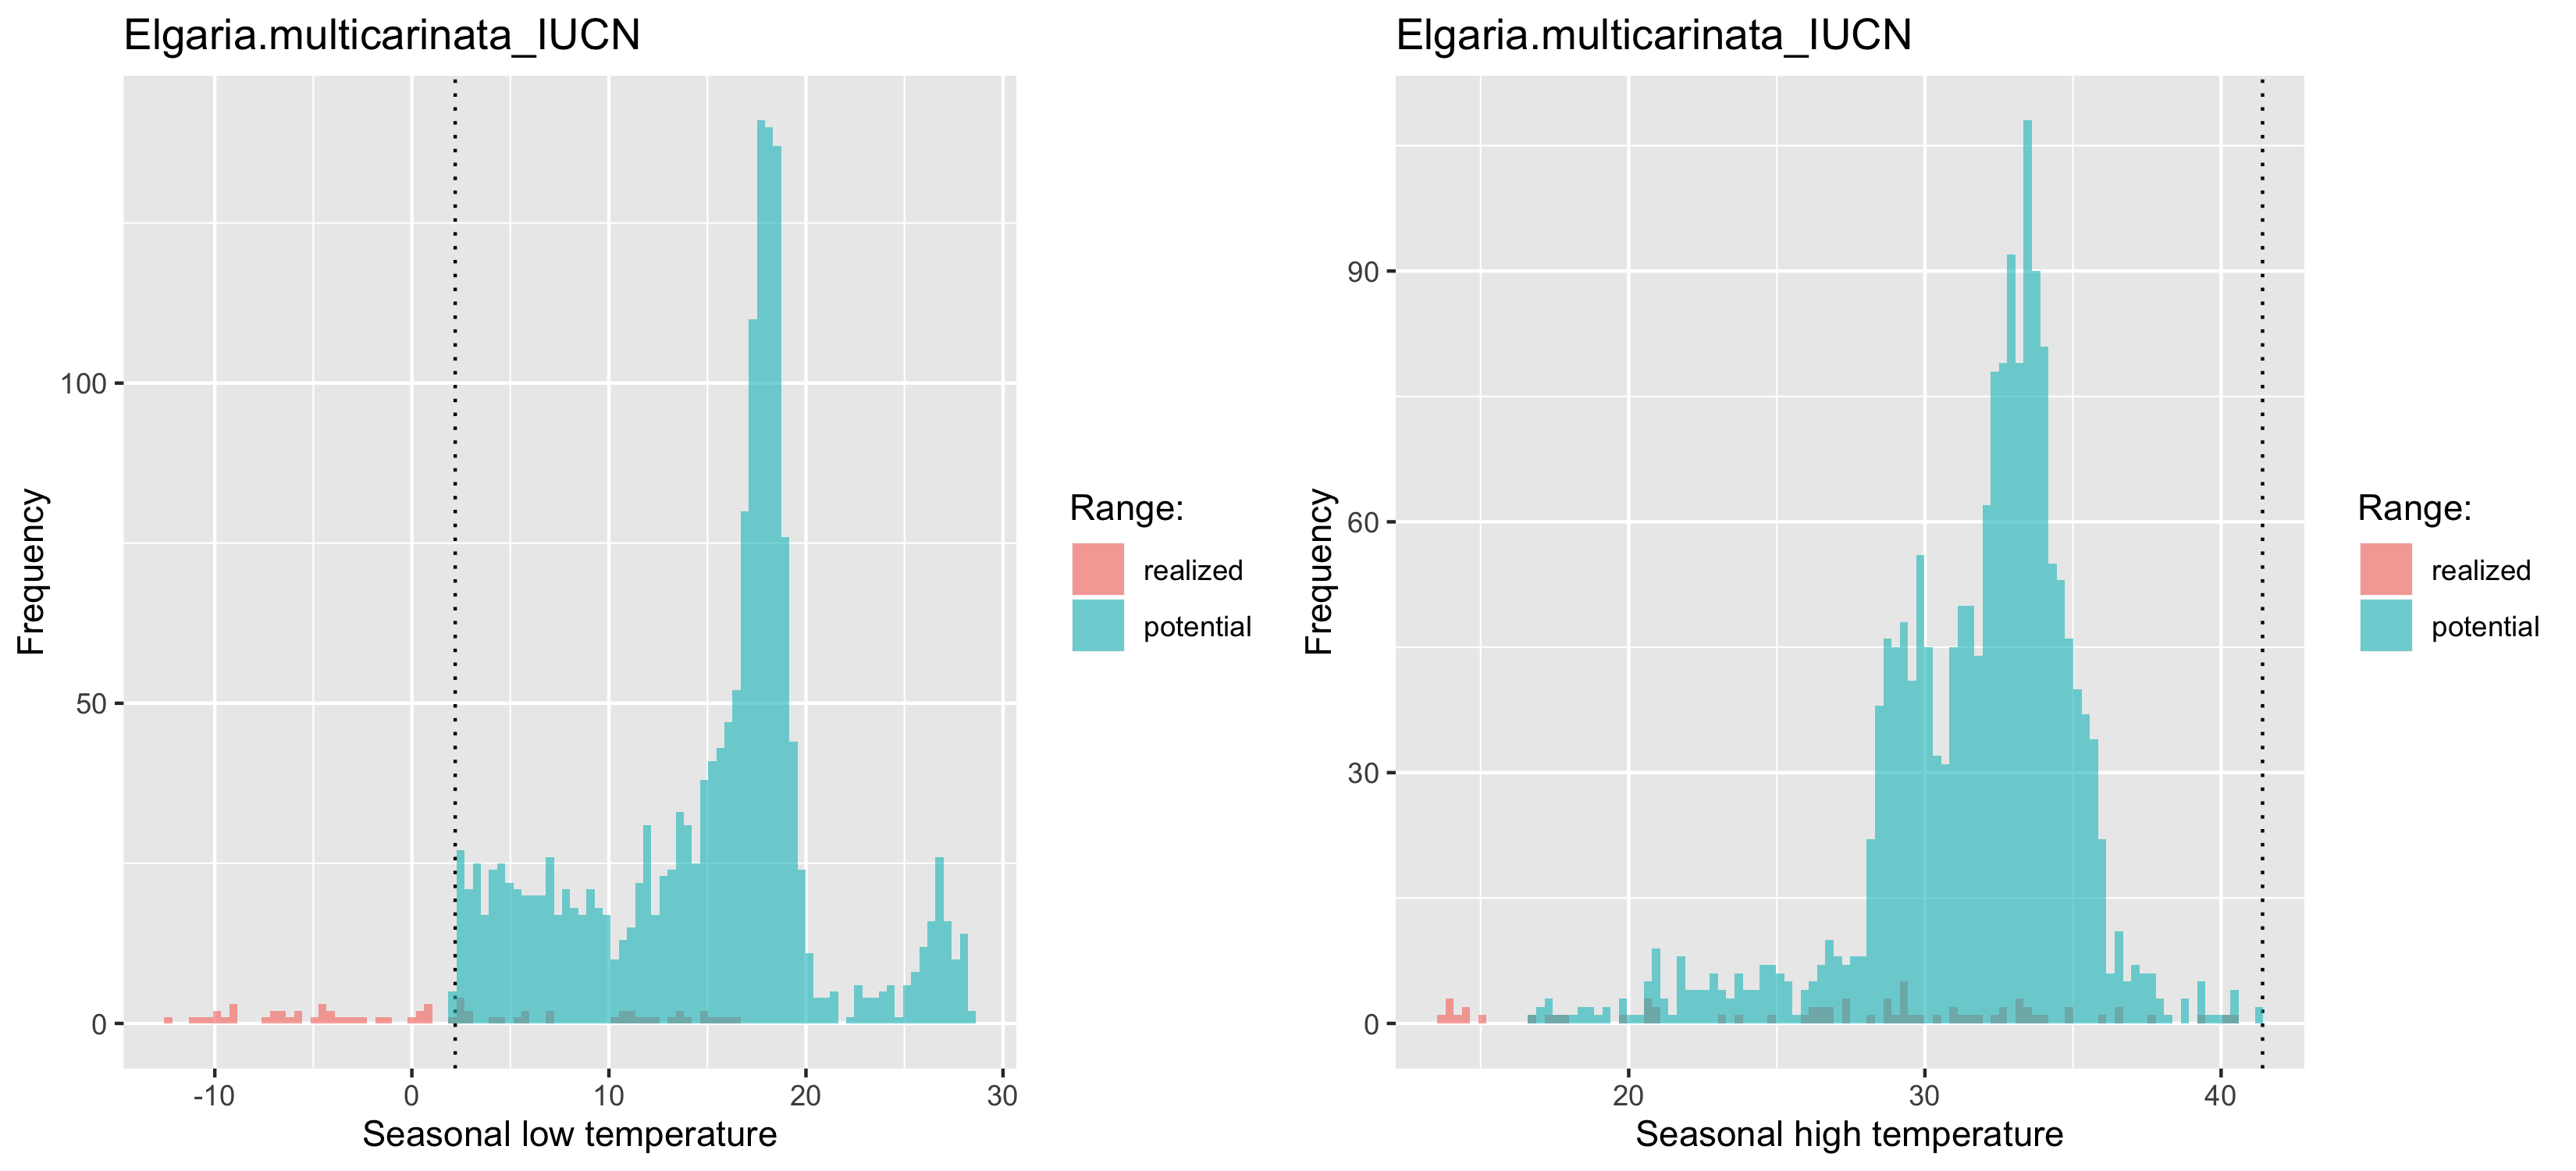 Elgaria.multicarinata_IUCN
Frequency
100
50
0
-10
0
10
20
30
Seasonal low temperature
Range:
realized
potential
Elgaria.multicarinata_IUCN
Frequency
90
60
30
0
20
30
40
Seasonal high temperature
Range:
realized
potential